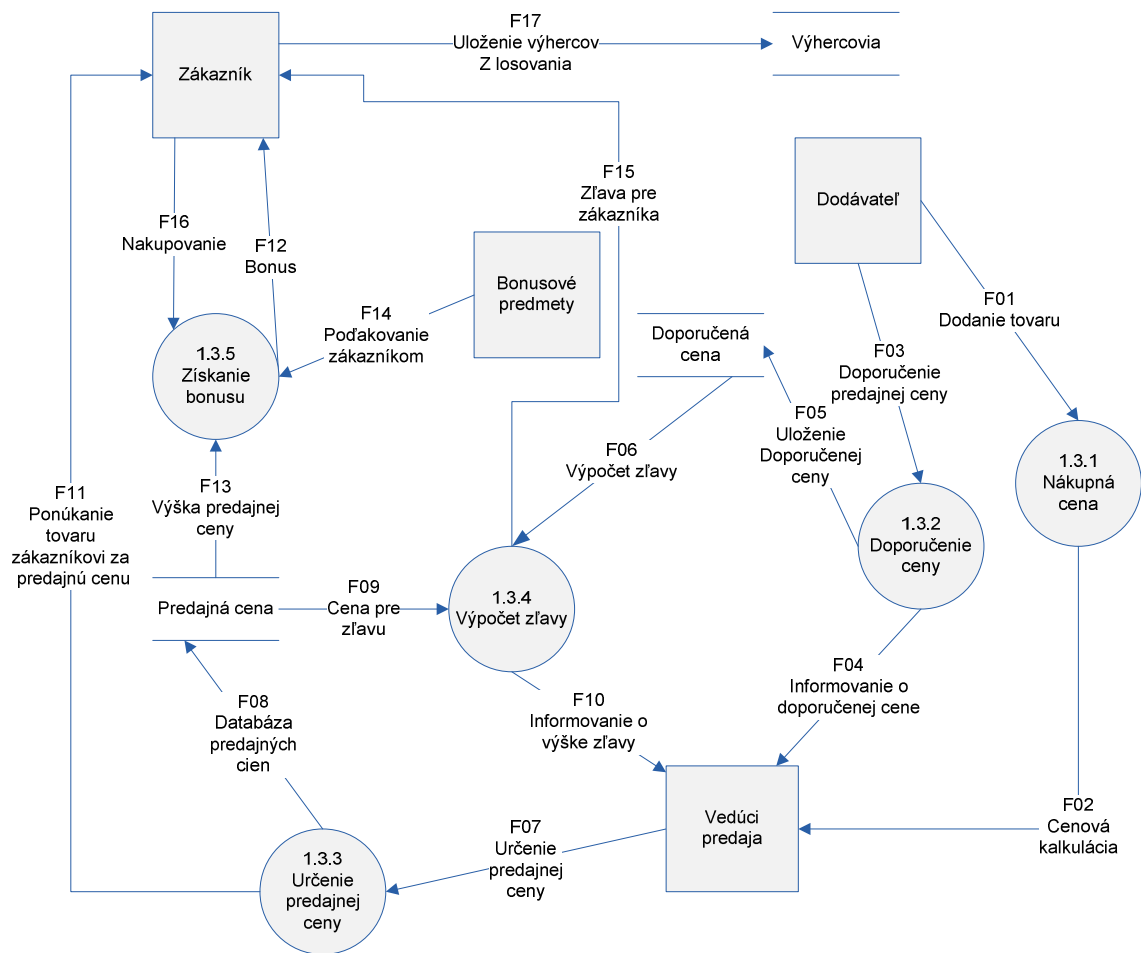 F17
Uloženie výhercov
Z losovania
Výhercovia
Zákazník
F15
Zľava pre
zákazníka
Dodávateľ
F16
Nakupovanie
F12
Bonus
Bonusové
predmety
F01
Dodanie tovaru
F14
Poďakovanie
zákazníkom
Doporučená
cena
F03
Doporučenie
predajnej ceny
1.3.5
Získanie
bonusu
F05
Uloženie
Doporučenej
ceny
F06
Výpočet zľavy
1.3.1
Nákupná
cena
F11
Ponúkanie
tovaru
zákazníkovi za
predajnú cenu
F13
Výška predajnej
ceny
1.3.2
Doporučenie
ceny
Predajná cena
F09
Cena pre
zľavu
1.3.4
Výpočet zľavy
F04
Informovanie o
doporučenej cene
F08
Databáza
predajných
cien
F10
Informovanie o
výške zľavy
Vedúci
predaja
F02
Cenová
kalkulácia
F07
Určenie
predajnej
ceny
1.3.3
Určenie
predajnej
ceny